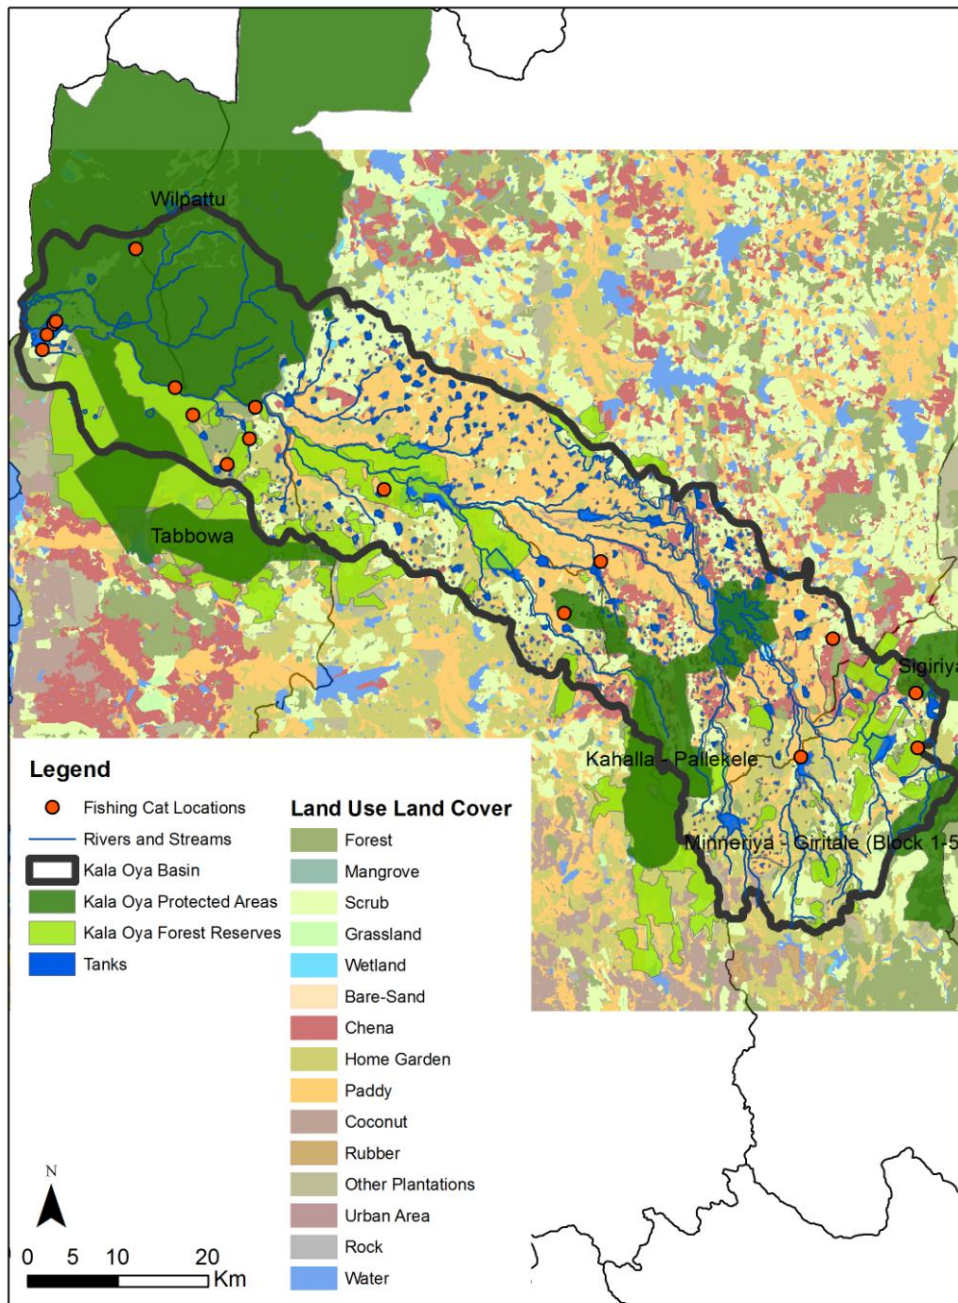 Wilpattu
Tabbowa
Sigiriya
Kahalla - Pallekele
Minneriya - Giritale (Block 1-5
Legend
Fishing Cat Locations
Rivers and Streams
Kala Oya Basin
Kala Oya Protected Areas
Kala Oya Forest Reserves
Tanks
Land Use Land Cover
Forest
Mangrove
Scrub
Grassland
Wetland
Bare-Sand
Chena
Home Garden
Paddy
Coconut
Rubber
Other Plantations
Urban Area
Rock
Water
N
0 5 10 20
Km